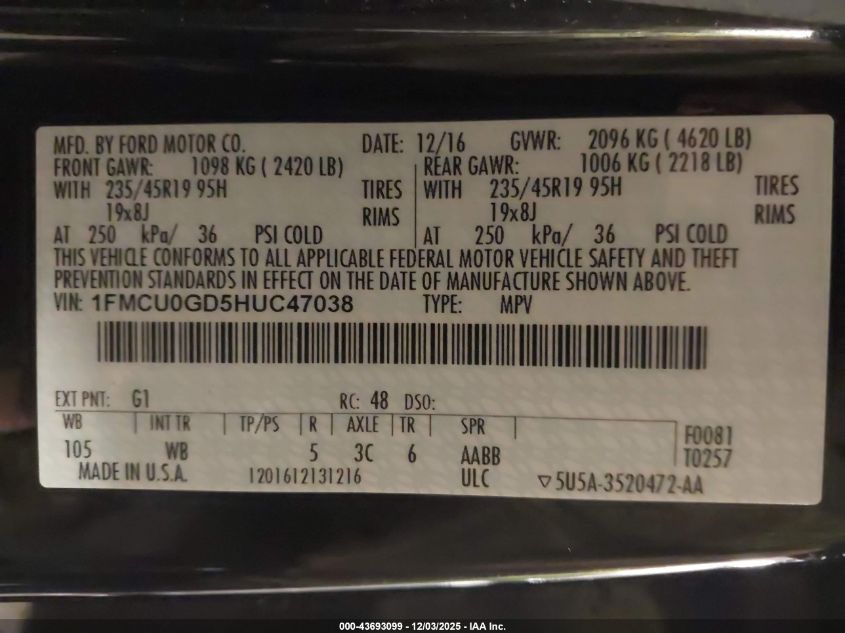 MFD. BY FORD MOTOR CO. DATE: 12/16 GVWR: 2096 KG ( 4620 LB)
FRONT GAWR: 1098 KG ( 2420 LB) REAR GAWR: 1006 KG ( 2218 LB)
WITH 235/45R19 95H TIRES WITH 235/45R19 95H TIRES
19x8J RIMS 19x8J RIMS
AT 250 kPa/ 36 PSI COLD AT 250 kPa/ 36 PSI COLD
THIS VEHICLE CONFORMS TO ALL APPLICABLE FEDERAL MOTOR VEHICLE SAFETY AND THEFT
PREVENTION STANDARDS IN EFFECT ON THE DATE OF MANUFACTURE SHOWN ABOVE.
VIN: 1FMCU0GD5HUC47038 TYPE: MPV
EXT PNT: G1 RC: 48 DSO:
WB INT TR TP/PS R AXLE TR SPR F0081
105 WB 5 3C 6 AABB T0257
MADE IN U.S.A. 1201612131216 ULC ▽5U5A-3520472-AA
000-43693099 - 12/03/2025 - IAA Inc.